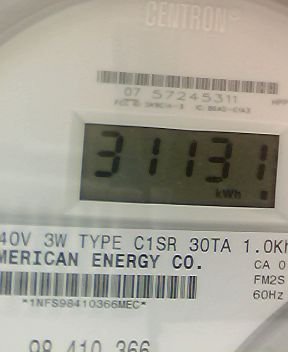 CENTRON®
07 57245311
31131
kWh
40V 3W TYPE C1SR 30TA 1.0Kh
MERICAN ENERGY CO.
CA 0
FM2S
60Hz
*1NFS98410366MEC*
98 410 366